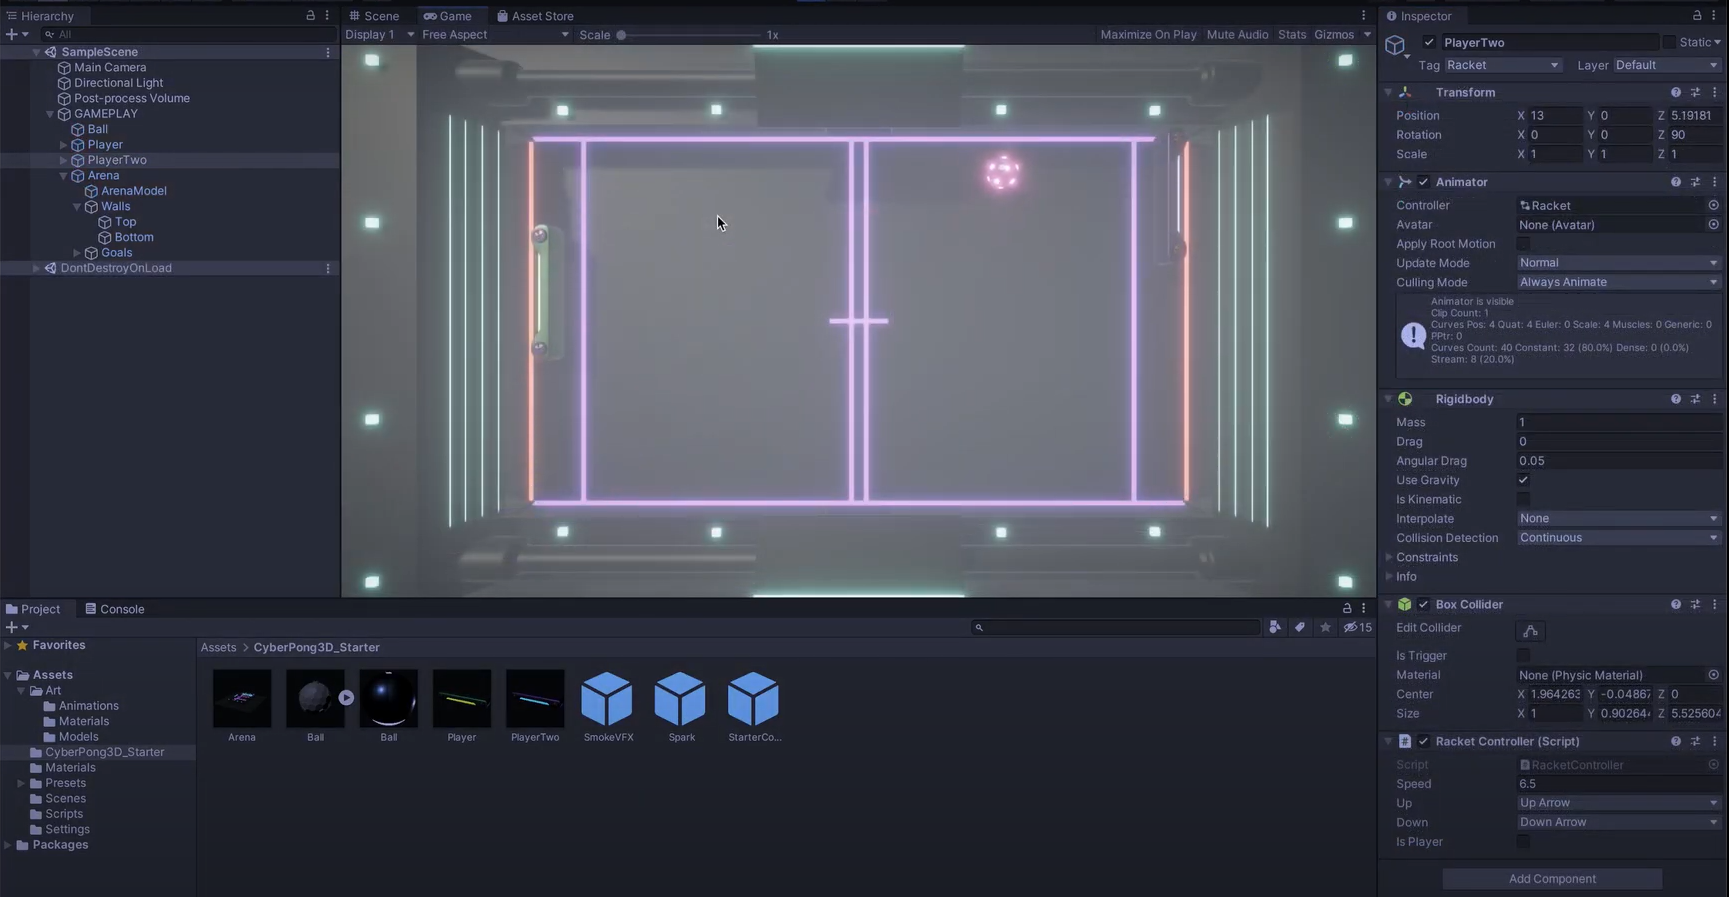 Hierarchy
All
SampleScene
Main Camera
Directional Light
Post-process Volume
GAMEPLAY
Ball
Player
PlayerTwo
Arena
ArenaModel
Walls
Top
Bottom
Goals
DontDestroyOnLoad
Scene Game Asset Store
Display 1 Free Aspect Scale 1x Maximize On Play Mute Audio Stats Gizmos
Inspector
PlayerTwo Static
Tag Racket Layer Default
Transform
Position X 13 Y 0 Z 5.19181
Rotation X 0 Y 0 Z 90
Scale X 1 Y 1 Z 1
Animator
Controller Racket
Avatar None (Avatar)
Apply Root Motion
Update Mode Normal
Culling Mode Always Animate
Animator is visible
Clip Count: 1
Curves Pos: 4 Quat: 4 Euler: 0 Scale: 4 Muscles: 0 Generic: 0
PPtr: 0
Curves Count: 40 Constant: 32 (80.0%) Dense: 0 (0.0%)
Stream: 8 (20.0%)
Rigidbody
Mass 1
Drag 0
Angular Drag 0.05
Use Gravity
Is Kinematic
Interpolate None
Collision Detection Continuous
Constraints
Info
Box Collider
Edit Collider
Is Trigger
Material None (Physic Material)
Center X 1.964263 Y -0.04867 Z 0
Size X 1 Y 0.90264 Z 5.525604
Racket Controller (Script)
Script RacketController
Speed 6.5
Up Up Arrow
Down Down Arrow
Is Player
Add Component
Project Console
15
Favorites
Assets
Art
Animations
Materials
Models
CyberPong3D_Starter
Materials
Presets
Scenes
Scripts
Settings
Packages
Assets > CyberPong3D_Starter
Arena Ball Ball Player PlayerTwo SmokeVFX Spark StarterCo...